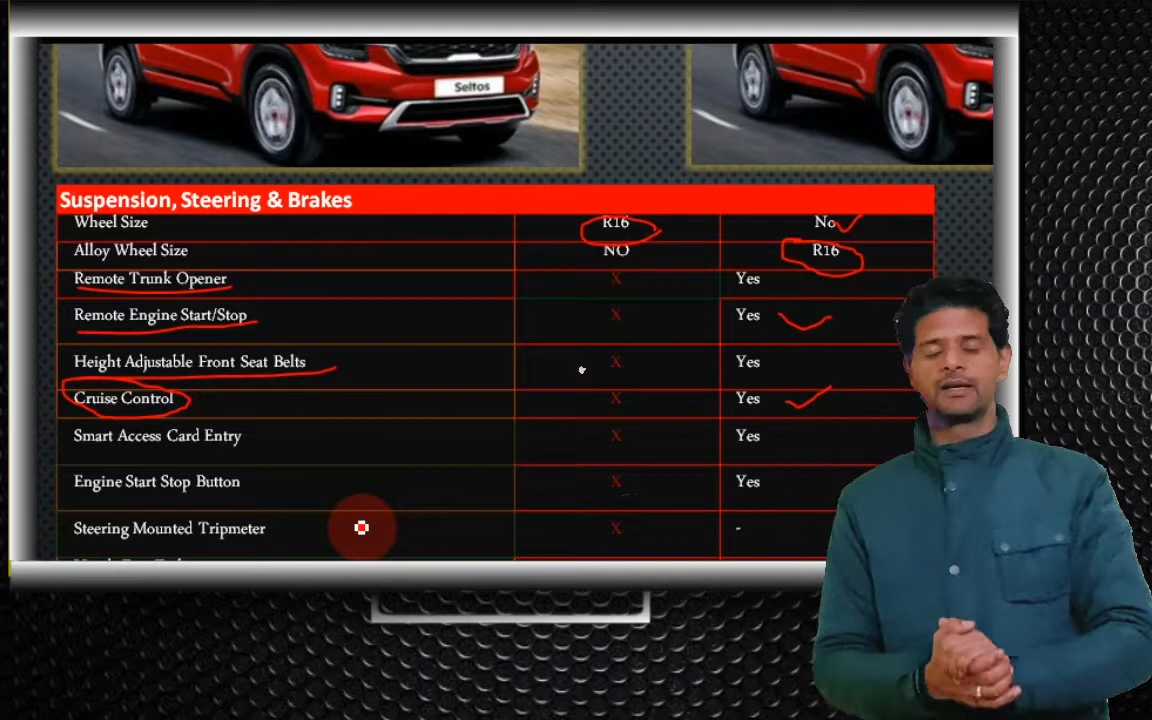 Seltos
Suspension, Steering & Brakes
Wheel Size R16 No
Alloy Wheel Size NO R16
Remote Trunk Opener X Yes
Remote Engine Start/Stop X Yes
Height Adjustable Front Seat Belts X Yes
Cruise Control X Yes
Smart Access Card Entry X Yes
Engine Start Stop Button X Yes
Steering Mounted Tripmeter X -